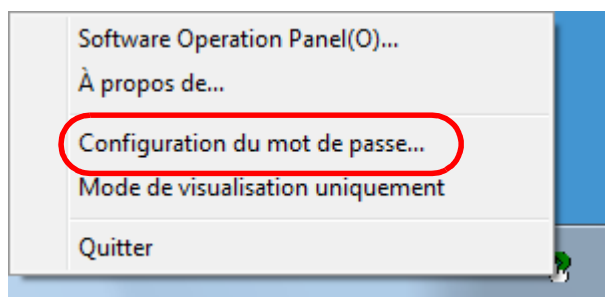 Software Operation Panel(O)...
À propos de...
Configuration du mot de passe...
Mode de visualisation uniquement
Quitter